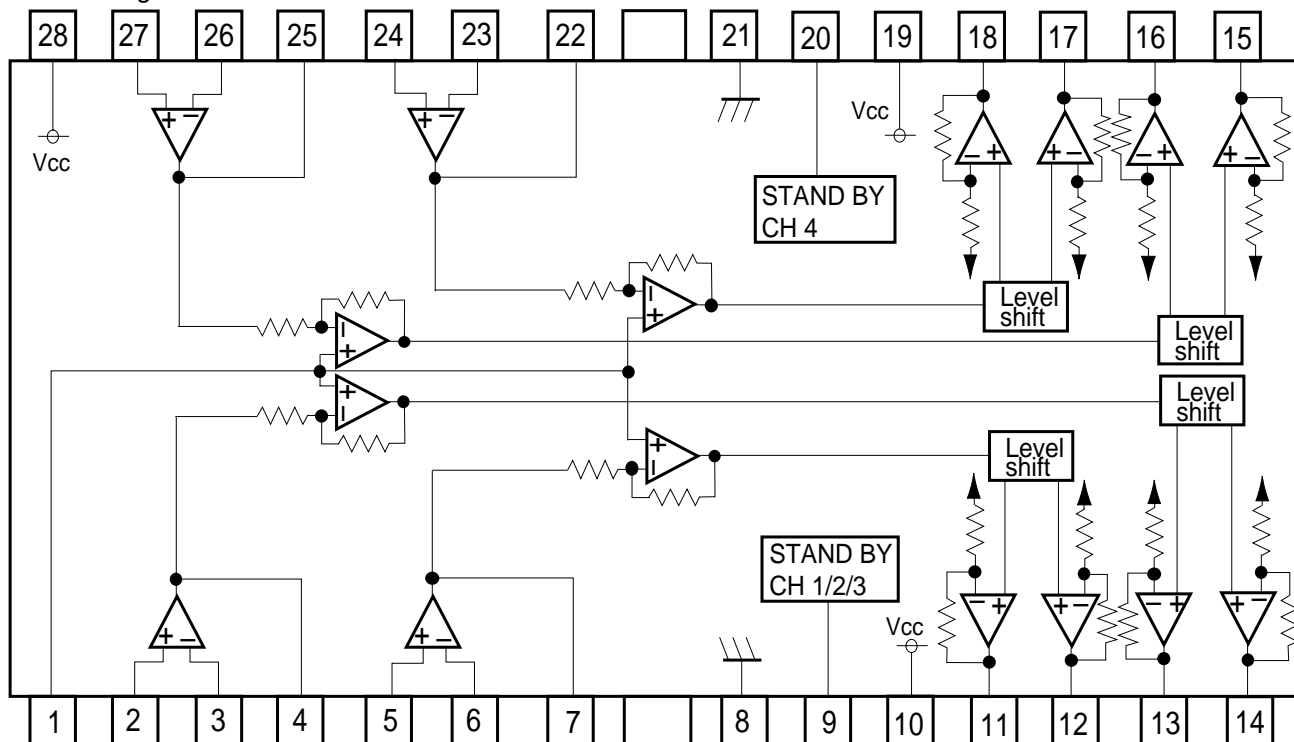 28 27 26 25 24 23 22 21 20 19 18 17 16 15
+ − + − Vcc − + + − − + + −
Vcc
STAND BY
CH 4
− +
Level
shift
− +
Level
shift
+ −
Level
shift
+ −
Level
shift
STAND BY
CH 1/2/3
Vcc
− + + − − + + −
+ − + −
1 2 3 4 5 6 7 8 9 10 11 12 13 14